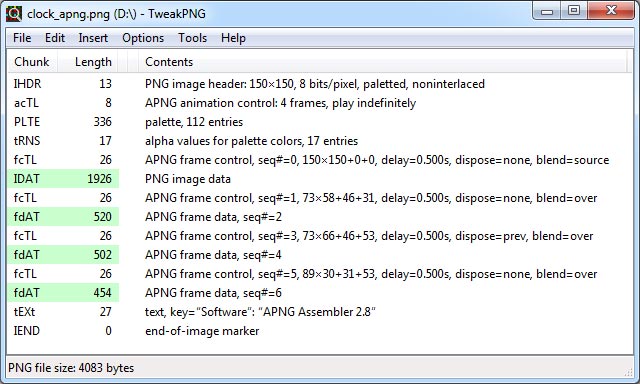 clock_apng.png (D:\) - TweakPNG
File Edit Insert Options Tools Help
Chunk Length Contents
IHDR 13 PNG image header: 150×150, 8 bits/pixel, paletted, noninterlaced
acTL 8 APNG animation control: 4 frames, play indefinitely
PLTE 336 palette, 112 entries
tRNS 17 alpha values for palette colors, 17 entries
fcTL 26 APNG frame control, seq#=0, 150×150+0+0, delay=0.500s, dispose=none, blend=source
IDAT 1926 PNG image data
fcTL 26 APNG frame control, seq#=1, 73×58+46+31, delay=0.500s, dispose=none, blend=over
fdAT 520 APNG frame data, seq#=2
fcTL 26 APNG frame control, seq#=3, 73×66+46+53, delay=0.500s, dispose=prev, blend=over
fdAT 502 APNG frame data, seq#=4
fcTL 26 APNG frame control, seq#=5, 89×30+31+53, delay=0.500s, dispose=none, blend=over
fdAT 454 APNG frame data, seq#=6
tEXt 27 text, key=“Software”: “APNG Assembler 2.8”
IEND 0 end-of-image marker
PNG file size: 4083 bytes